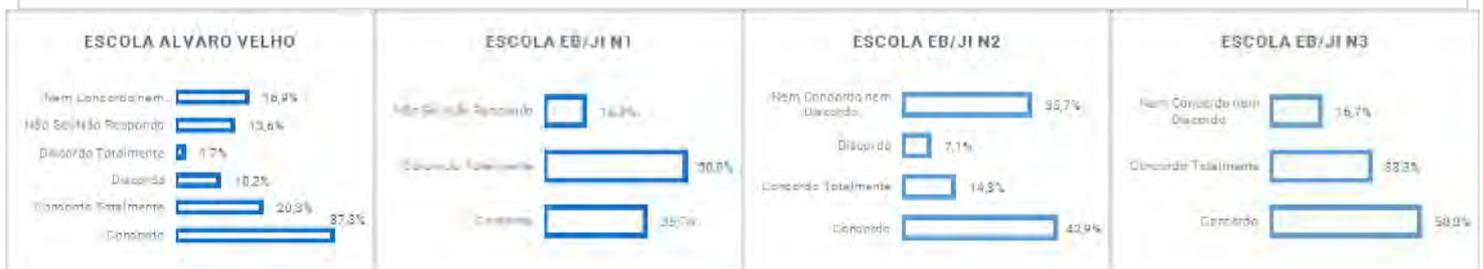 ESCOLA ALVARO VELHO
Nem Concordo nem...
16,9%
Não Sei/Não Respondo
13,6%
Discordo Totalmente
1,7%
Discordo
10,2%
Concordo Totalmente
20,3%
Concordo
37,3%
ESCOLA EB/JI N1
Não Sei/Não Respondo
14,3%
Concordo Totalmente
50,0%
Concordo
35,7%
ESCOLA EB/JI N2
Nem Concordo nem
Discordo
35,7%
Discordo
7,1%
Concordo Totalmente
14,3%
Concordo
42,9%
ESCOLA EB/JI N3
Nem Concordo nem
Discordo
16,7%
Concordo Totalmente
33,3%
Concordo
50,0%